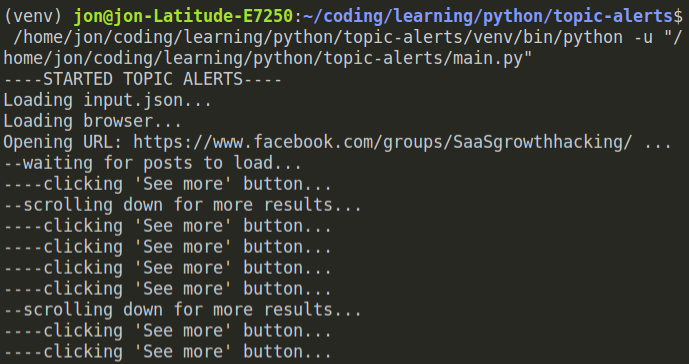 (venv) jon@jon-Latitude-E7250:~/coding/learning/python/topic-alerts$
/home/jon/coding/learning/python/topic-alerts/venv/bin/python -u "/
home/jon/coding/learning/python/topic-alerts/main.py"
----STARTED TOPIC ALERTS----
Loading input.json...
Loading browser...
Opening URL: https://www.facebook.com/groups/SaaSgrowthhacking/ ...
--waiting for posts to load...
----clicking 'See more' button...
--scrolling down for more results...
----clicking 'See more' button...
----clicking 'See more' button...
----clicking 'See more' button...
----clicking 'See more' button...
--scrolling down for more results...
----clicking 'See more' button...
----clicking 'See more' button...